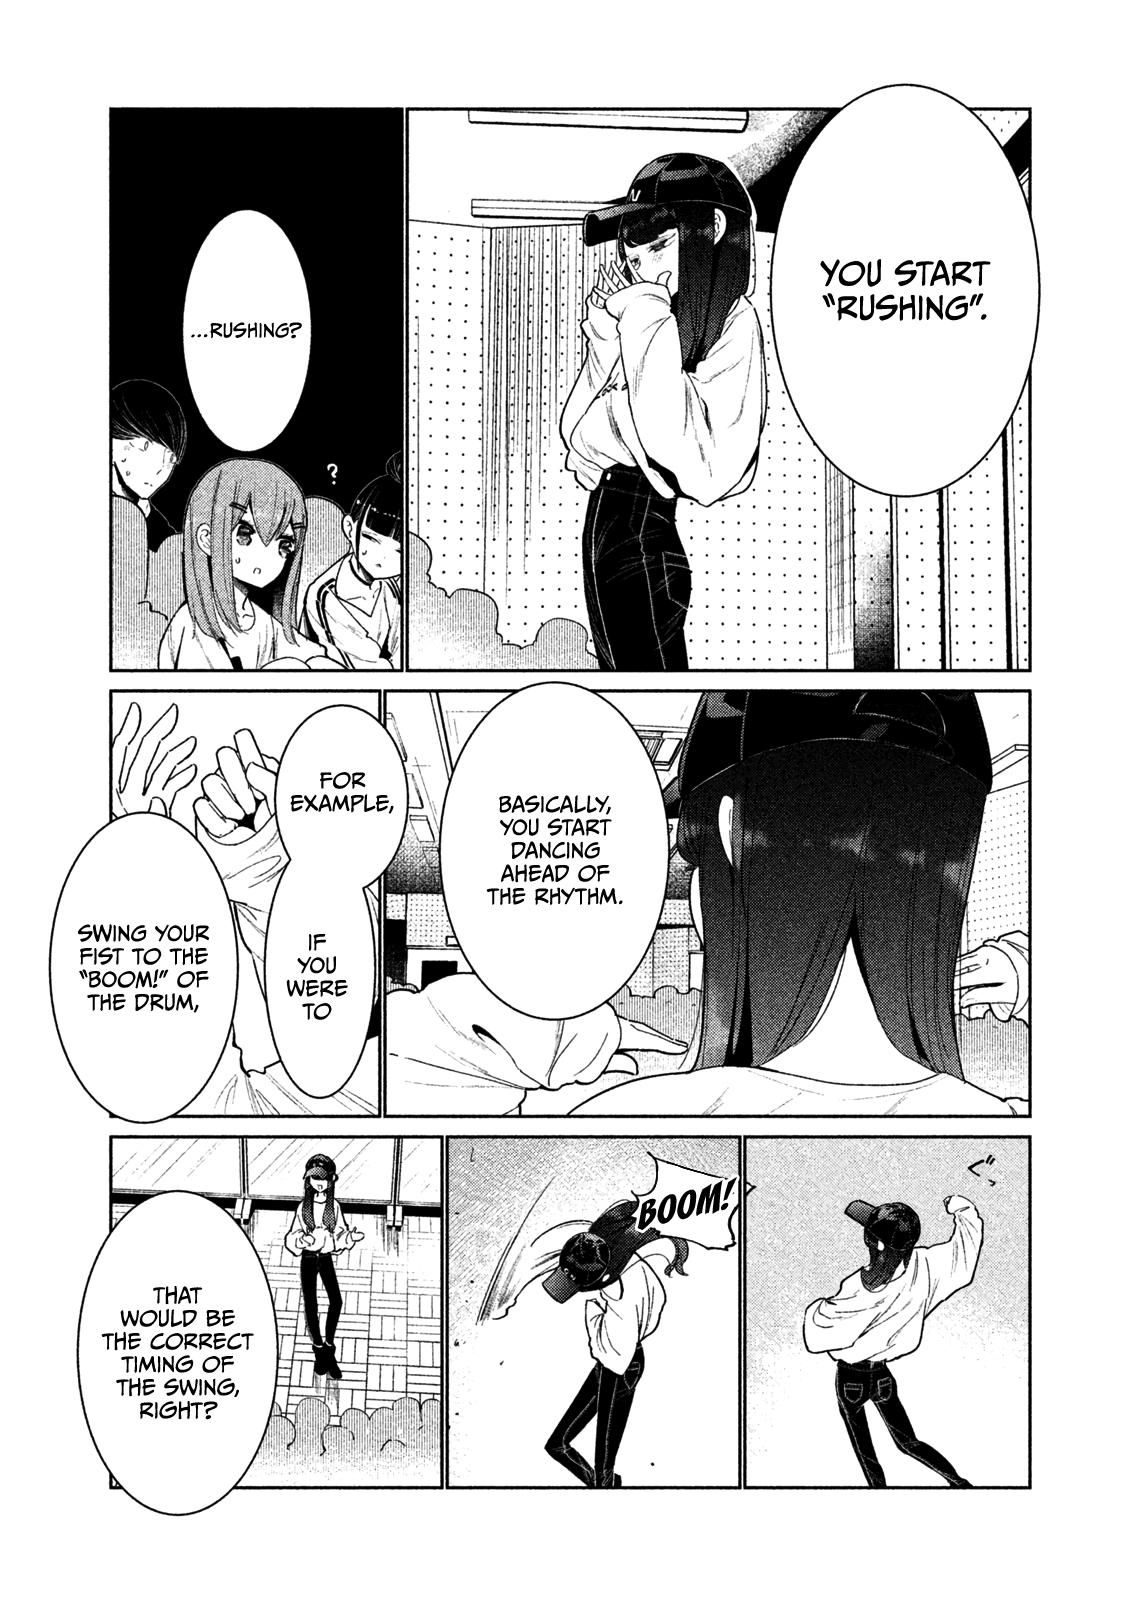 YOU START
"RUSHING".
...RUSHING?
?
BASICALLY,
YOU START
DANCING
AHEAD OF
THE RHYTHM.
FOR
EXAMPLE,
IF
YOU
WERE
TO
SWING YOUR
FIST TO THE
"BOOM!" OF
THE DRUM,
グッ
BOOM!
THAT
WOULD BE
THE CORRECT
TIMING OF
THE SWING,
RIGHT?